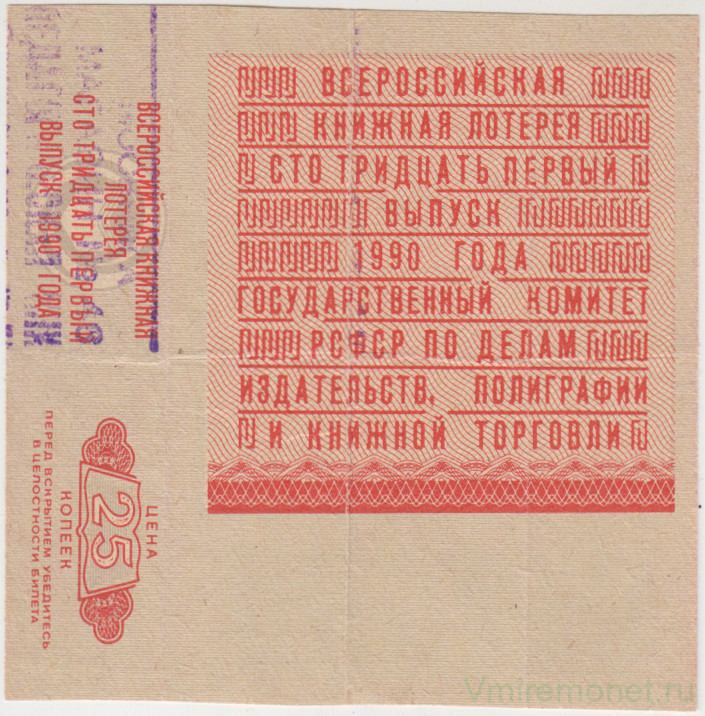 ВСЕРОССИЙСКАЯ
КНИЖНАЯ ЛОТЕРЕЯ
СТО ТРИДЦАТЬ ПЕРВЫЙ
ВЫПУСК
1990 ГОДА
ГОСУДАРСТВЕННЫЙ КОМИТЕТ
РСФСР ПО ДЕЛАМ
ИЗДАТЕЛЬСТВ, ПОЛИГРАФИИ
И КНИЖНОЙ ТОРГОВЛИ
ВСЕРОССИЙСКАЯ КНИЖНАЯ
ЛОТЕРЕЯ
СТО ТРИДЦАТЬ ПЕРВЫЙ
ВЫПУСК 1990 ГОДА
ЦЕНА
25
КОПЕЕК
ПЕРЕД ВСКРЫТИЕМ УБЕДИТЕСЬ
В ЦЕЛОСТНОСТИ БИЛЕТА
Vmiremonet.ru